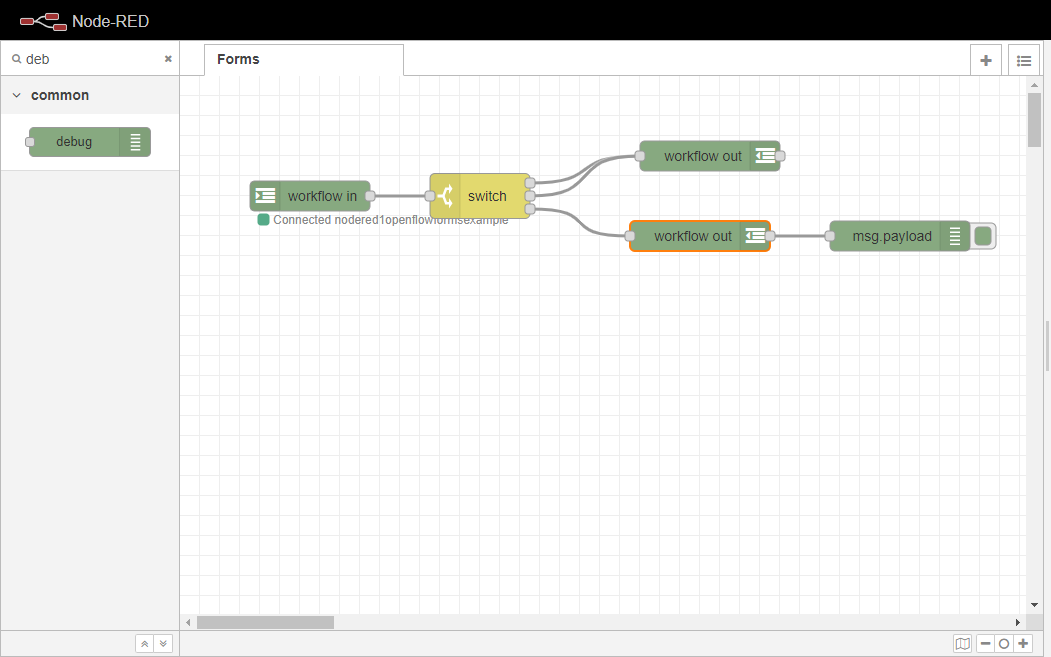 Node-RED
deb
Forms
common
debug
workflow out
workflow in
switch
Connected nodered1openflowformsexample
workflow out
msg.payload